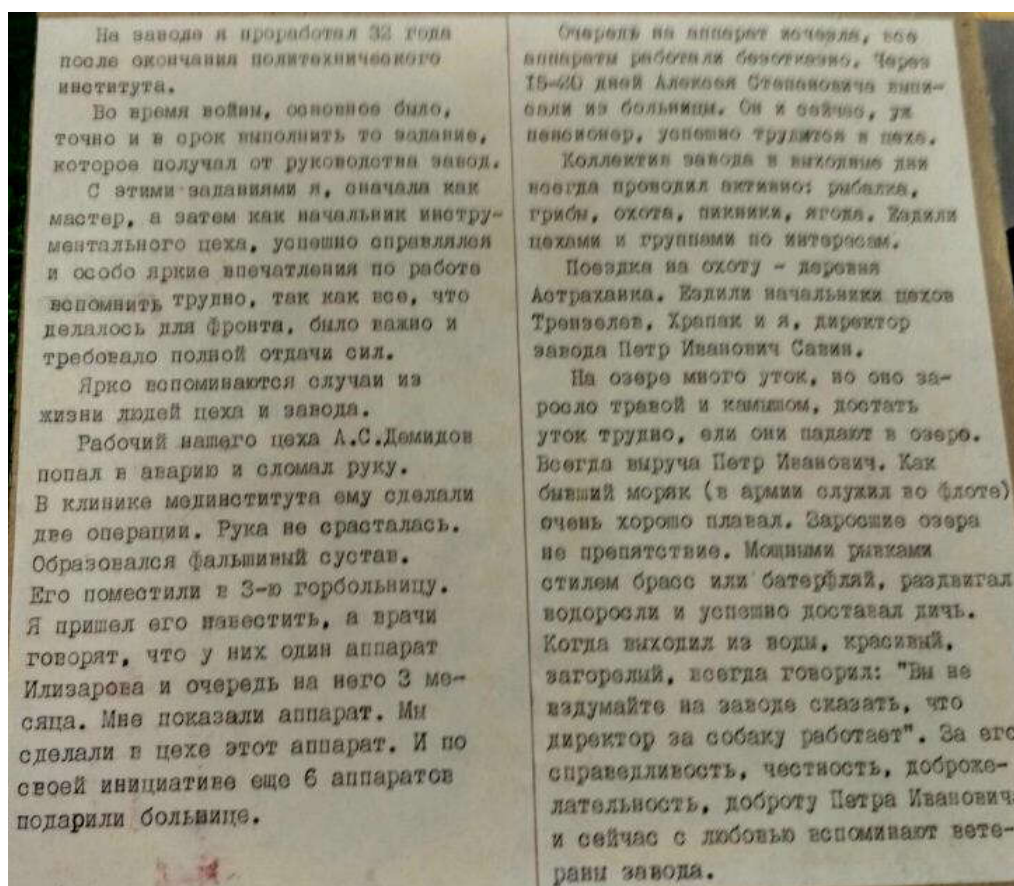 На заводе я проработал 32 года
после окончания политехнического
института.
Во время войны, основное было,
точно и в срок выполнить то задание,
которое получал от руководства завод.
С этими заданиями я, сначала как
мастер, а затем как начальник инстру-
ментального цеха, успешно справлялся
и особо яркие впечатления по работе
вспомнить трудно, так как все, что
делалось для фронта, было важно и
требовало полной отдачи сил.
Ярко вспоминаются случаи из
жизни людей цеха и завода.
Рабочий нашего цеха А.С.Демидов
попал в аварию и сломал руку.
В клинике мединститута ему сделали
две операции. Рука не срасталась.
Образовался фальшивый сустав.
Его поместили в 3-ю горбольницу.
Я пришел его навестить, а врачи
говорят, что у них один аппарат
Илизарова и очередь на него 3 ме-
сяца. Мне показали аппарат. Мы
сделали в цехе этот аппарат. И по
своей инициативе еще 6 аппаратов
подарили больнице.
Очередь на аппарат исчезла, все
аппараты работали безотказно. Через
15-20 дней Алексея Степановича выпи-
сали из больницы. Он и сейчас, уж
пенсионер, успешно трудится в цехе.
Коллектив завода в выходные дни
всегда проводил активно: рыбалка,
грибы, охота, пикники, ягода. Ездили
цехами и группами по интересам.
Поездка на охоту - деревня
Астраханка. Ездили начальники цехов
Трензелев, Храпак и я, директор
завода Петр Иванович Савин.
На озере много уток, но оно за-
росло травой и камышом, достать
уток трудно, ели они падают в озеро.
Всегда выруча Петр Иванович. Как
бывший моряк (в армии служил во флоте)
очень хорошо плавал. Заросшие озера
не препятствие. Мощными рывками
стилем брасс или батерфляй, раздвигал
водоросли и успешно доставал дичь.
Когда выходил из воды, красивый,
загорелый, всегда говорил: "Вы не
вздумайте на заводе сказать, что
директор за собаку работает". За его
справедливость, честность, доброже-
лательность, доброту Петра Иванович
и сейчас с любовью вспоминают вете-
раны завода.